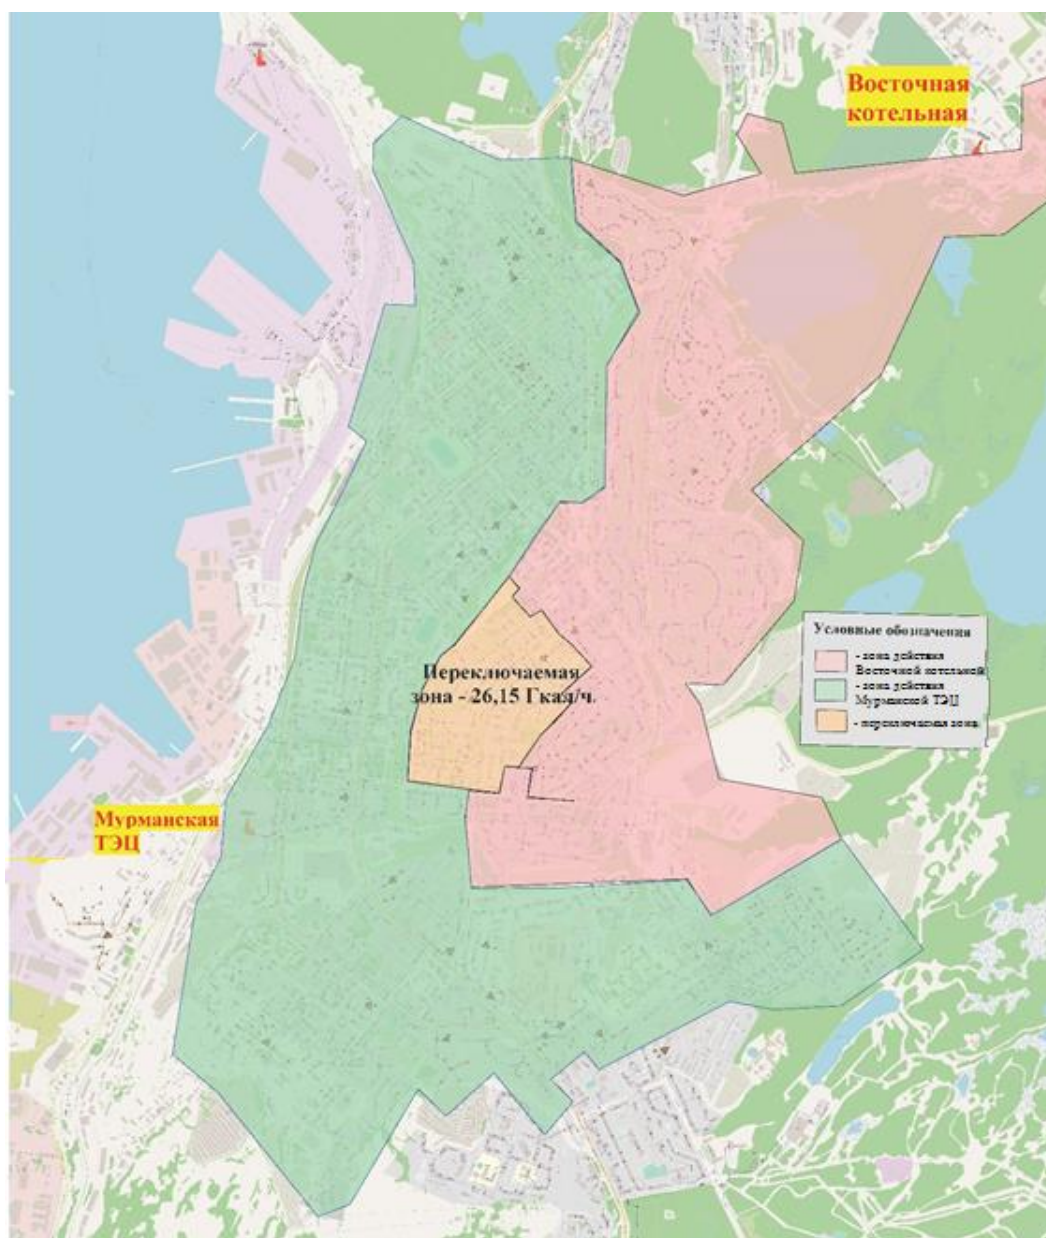 Восточная
котельная
Переключаемая
зона - 26,15 Гкал/ч.
Условные обозначения
- зона действия
Восточной котельной
- зона действия
Мурманской ТЭЦ
- переключаемая зона
Мурманская
ТЭЦ